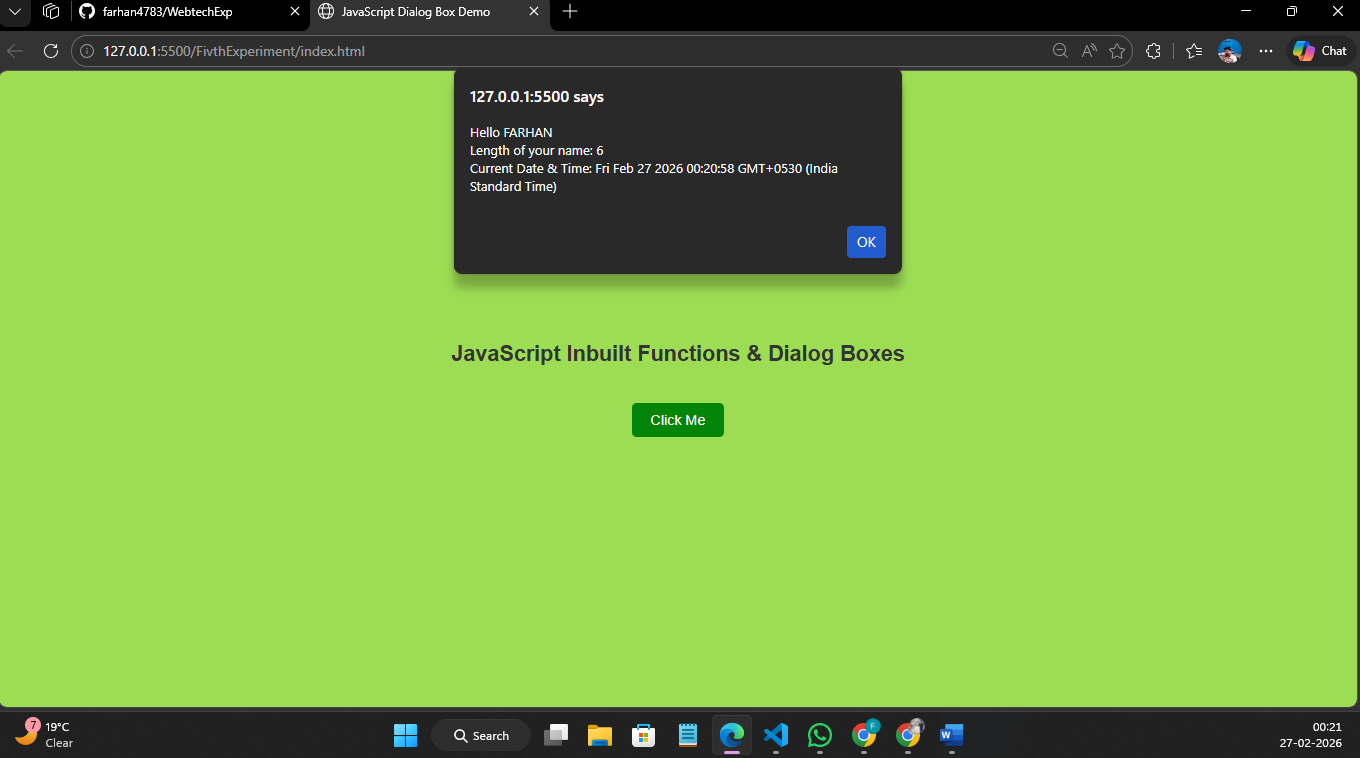 farhan4783/WebtechExp
JavaScript Dialog Box Demo
127.0.0.1:5500/FivthExperiment/index.html
Chat
127.0.0.1:5500 says
Hello FARHAN
Length of your name: 6
Current Date & Time: Fri Feb 27 2026 00:20:58 GMT+0530 (India
Standard Time)
OK
JavaScript Inbuilt Functions & Dialog Boxes
Click Me
7
19°C
Clear
Search
F
W
00:21
27-02-2026